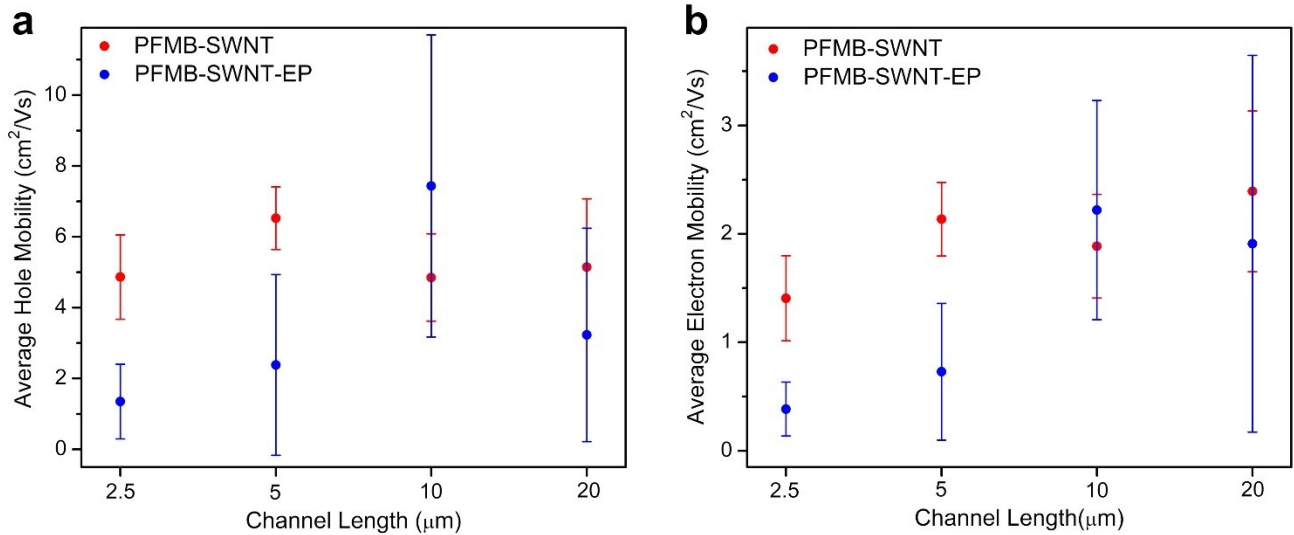 a
PFMB-SWNT
PFMB-SWNT-EP
Average Hole Mobility (cm²/Vs)
10
8
6
4
2
0
2.5 5 10 20
Channel Length (μm)
b
PFMB-SWNT
PFMB-SWNT-EP
Average Electron Mobility (cm²/Vs)
3
2
1
0
2.5 5 10 20
Channel Length(μm)